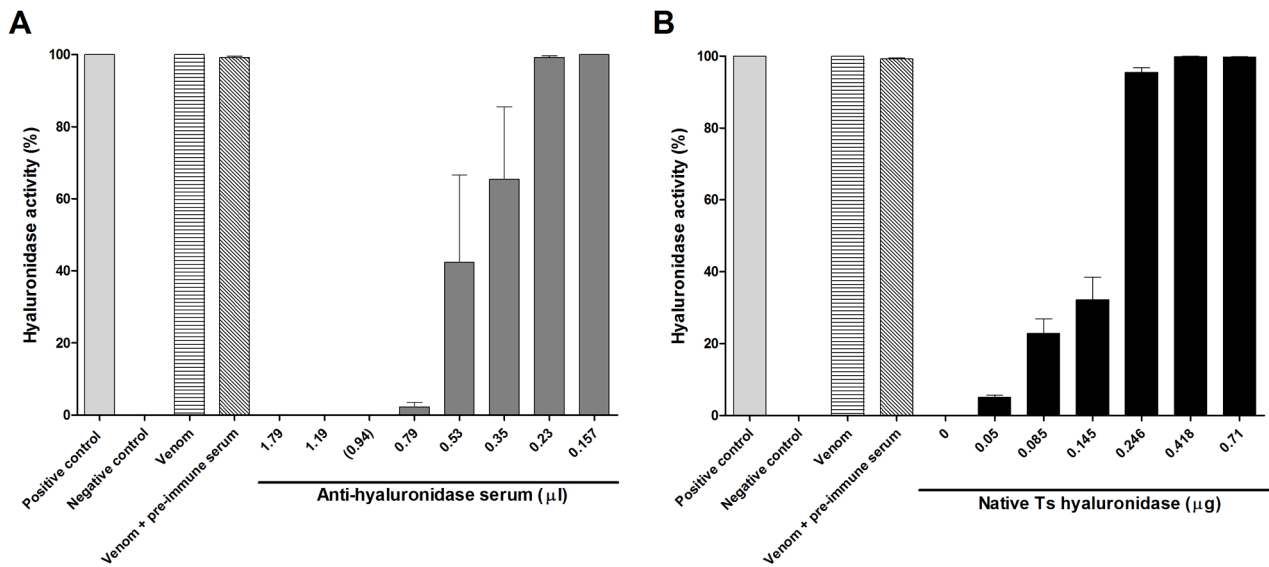 A
Hyaluronidase activity (%)
100
80
60
40
20
0
Positive control
Negative control
Venom
Venom + pre-immune serum
1.79
1.19
(0.94)
0.79
0.53
0.35
0.23
0.157
Anti-hyaluronidase serum (μl)
B
Hyaluronidase activity (%)
100
80
60
40
20
0
Positive control
Negative control
Venom
Venom + pre-immune serum
0
0.05
0.085
0.145
0.246
0.418
0.71
Native Ts hyaluronidase (μg)